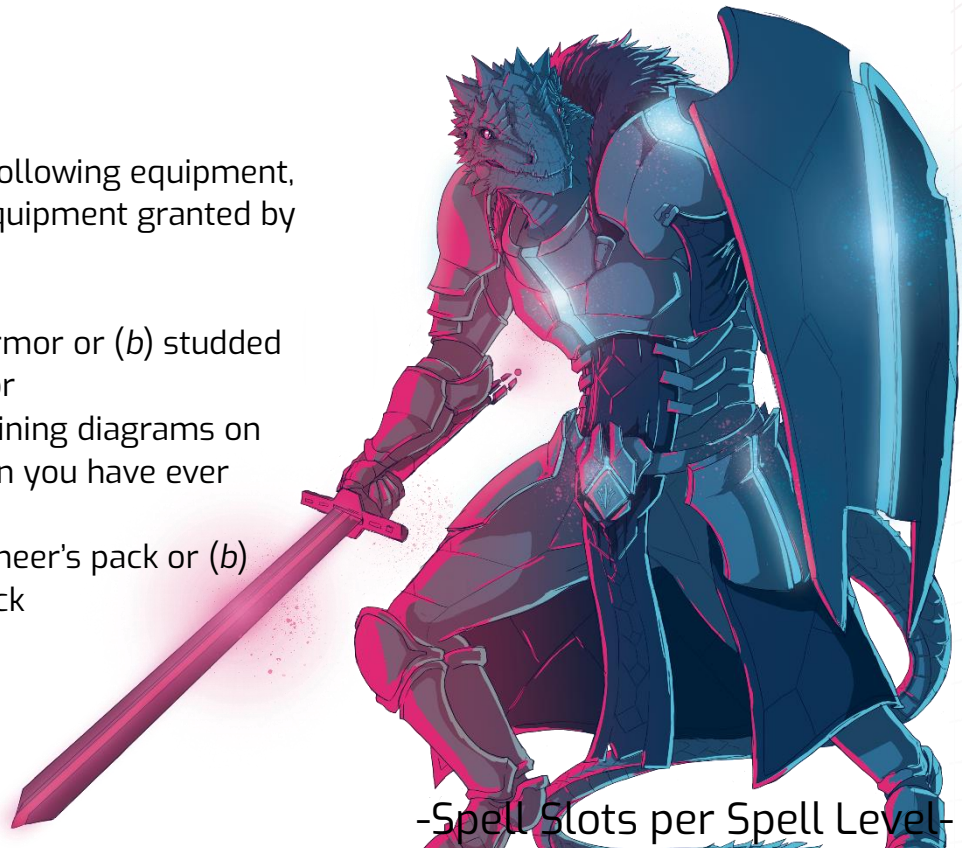 ollowing equipment,
quipment granted by
rmor or (b) studded
or
ining diagrams on
n you have ever
neer's pack or (b)
ck
-Spell Slots per Spell Level-